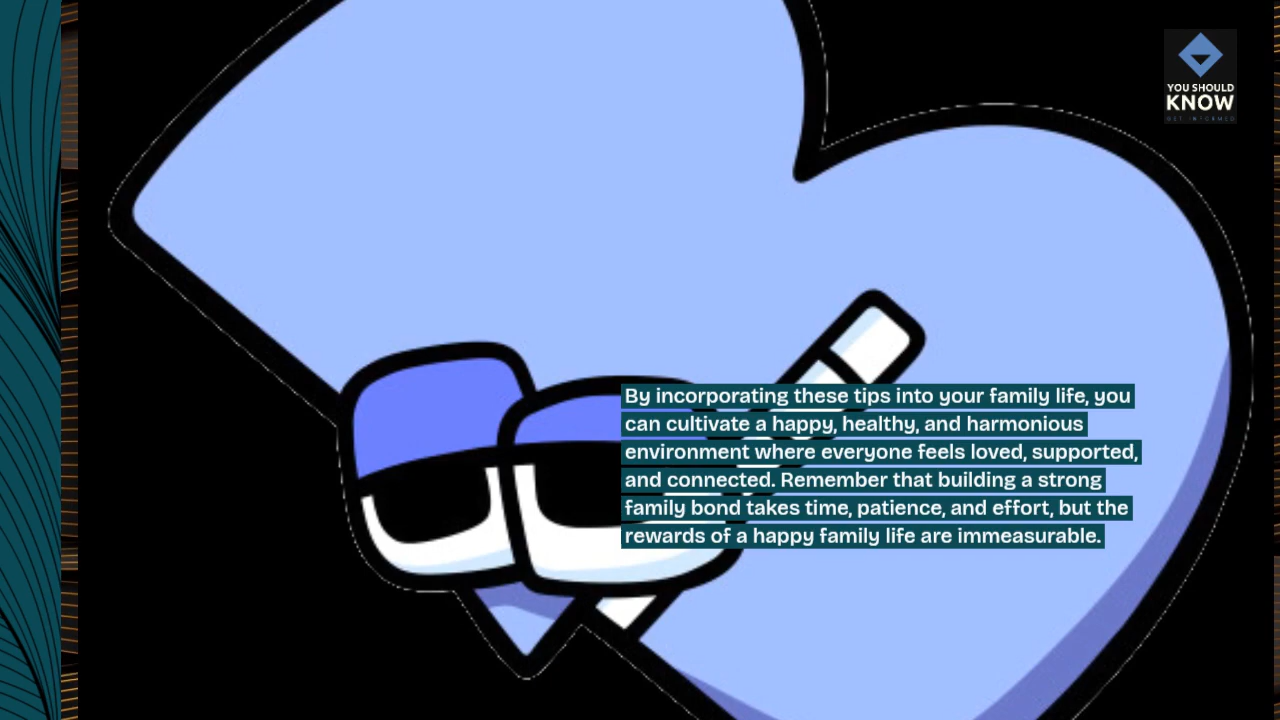 YOU SHOULD
KNOW
GET INFORMED
By incorporating these tips into your family life, you
can cultivate a happy, healthy, and harmonious
environment where everyone feels loved, supported,
and connected. Remember that building a strong
family bond takes time, patience, and effort, but the
rewards of a happy family life are immeasurable.